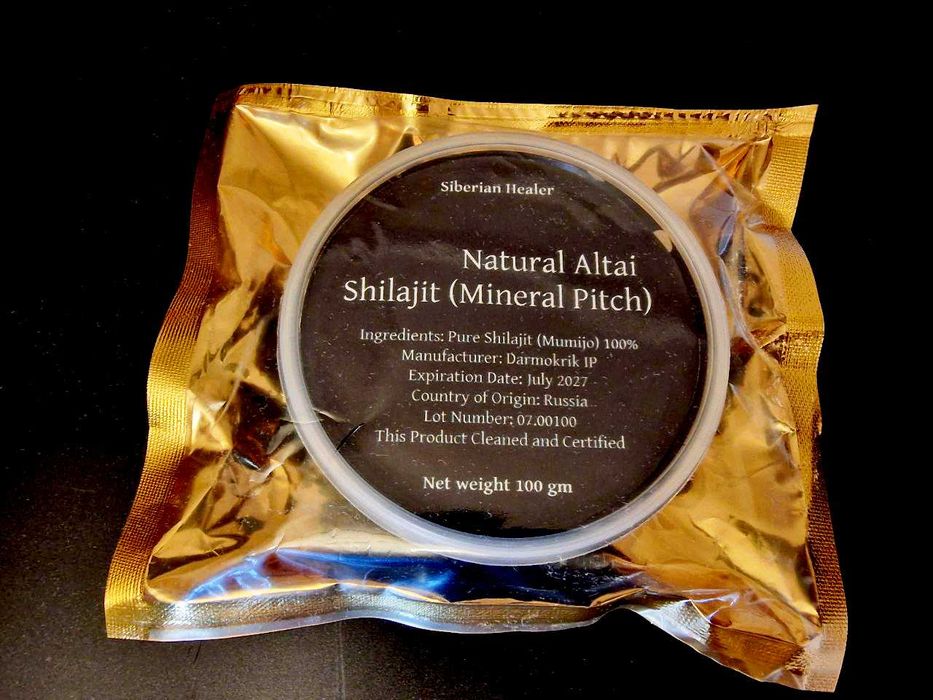 Siberian Healer
Natural Altai
Shilajit (Mineral Pitch)
Ingredients: Pure Shilajit (Mumijo) 100%
Manufacturer: Darmokrik IP
Expiration Date: July 2027
Country of Origin: Russia
Lot Number: 07.00100
This Product Cleaned and Certified
Net weight 100 gm